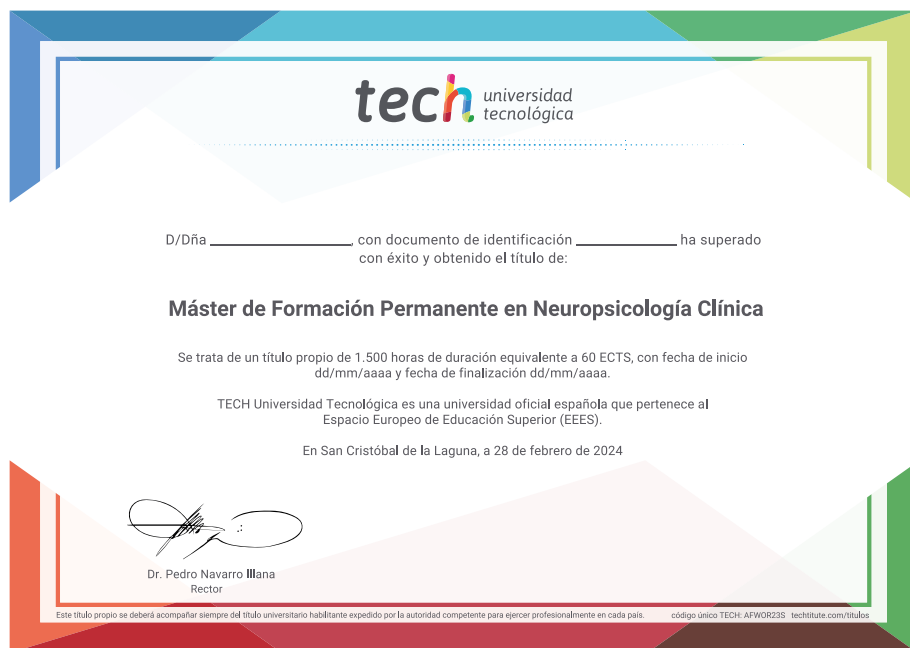 tech universidad
tecnológica
D/Dña ________________, con documento de identificación ____________ ha superado
con éxito y obtenido el título de:
Máster de Formación Permanente en Neuropsicología Clínica
Se trata de un título propio de 1.500 horas de duración equivalente a 60 ECTS, con fecha de inicio
dd/mm/aaaa y fecha de finalización dd/mm/aaaa.
TECH Universidad Tecnológica es una universidad oficial española que pertenece al
Espacio Europeo de Educación Superior (EEES).
En San Cristóbal de la Laguna, a 28 de febrero de 2024
Dr. Pedro Navarro Illana
Rector
Este título propio se deberá acompañar siempre del título universitario habilitante expedido por la autoridad competente para ejercer profesionalmente en cada país. código único TECH: AFWOR23S techtitute.com/titulos